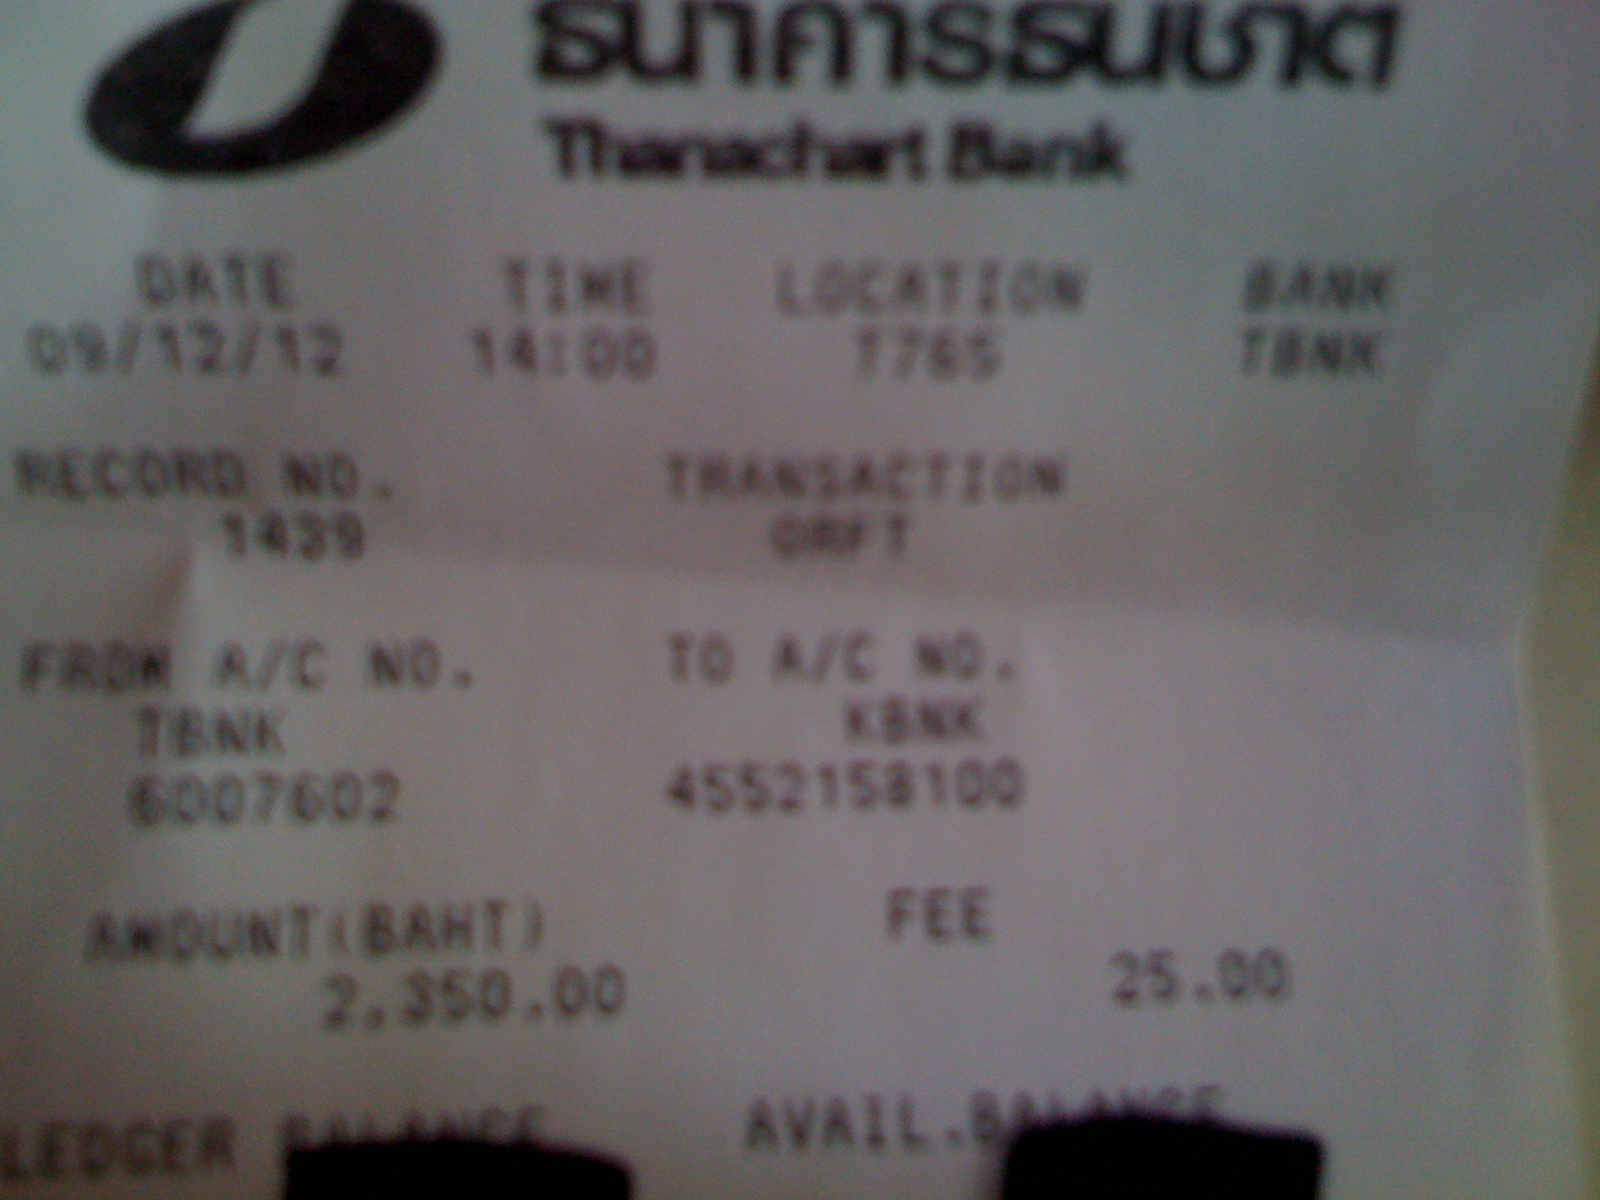 ธนาคารธนชาต
Thanachart Bank
DATE TIME LOCATION BANK
09/12/12 14:00 T765 TBNK
RECORD NO. TRANSACTION
1439 ORFT
FROM A/C NO. TO A/C NO.
TBNK KBNK
6007602 4552158100
AMOUNT(BAHT) FEE
2,350.00 25.00
LEDGER BALANCE AVAIL.BALANCE